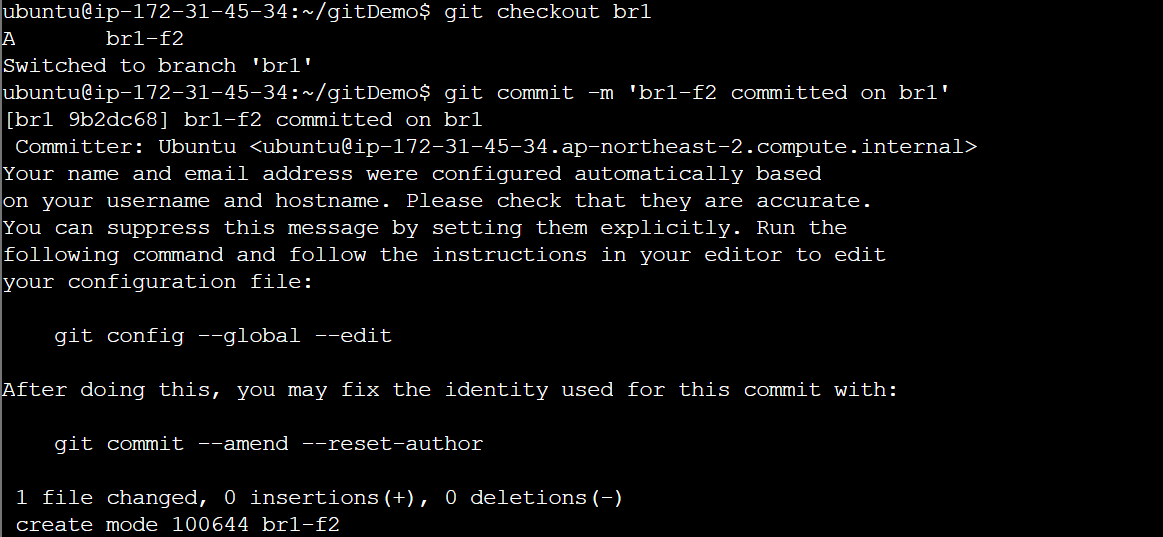 ubuntu@ip-172-31-45-34:~/gitDemo$ git checkout br1
A       br1-f2
Switched to branch 'br1'
ubuntu@ip-172-31-45-34:~/gitDemo$ git commit -m 'br1-f2 committed on br1'
[br1 9b2dc68] br1-f2 committed on br1
 Committer: Ubuntu <ubuntu@ip-172-31-45-34.ap-northeast-2.compute.internal>
Your name and email address were configured automatically based
on your username and hostname. Please check that they are accurate.
You can suppress this message by setting them explicitly. Run the
following command and follow the instructions in your editor to edit
your configuration file:

    git config --global --edit

After doing this, you may fix the identity used for this commit with:

    git commit --amend --reset-author

 1 file changed, 0 insertions(+), 0 deletions(-)
 create mode 100644 br1-f2